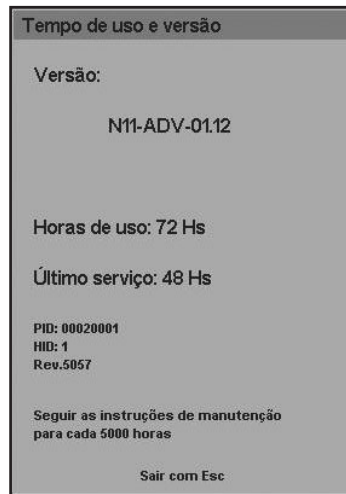 Tempo de uso e versão
Versão:
N11-ADV-01.12
Horas de uso: 72 Hs
Último serviço: 48 Hs
PID: 00020001
HID: 1
Rev.5057
Seguir as instruções de manutenção
para cada 5000 horas
Sair com Esc